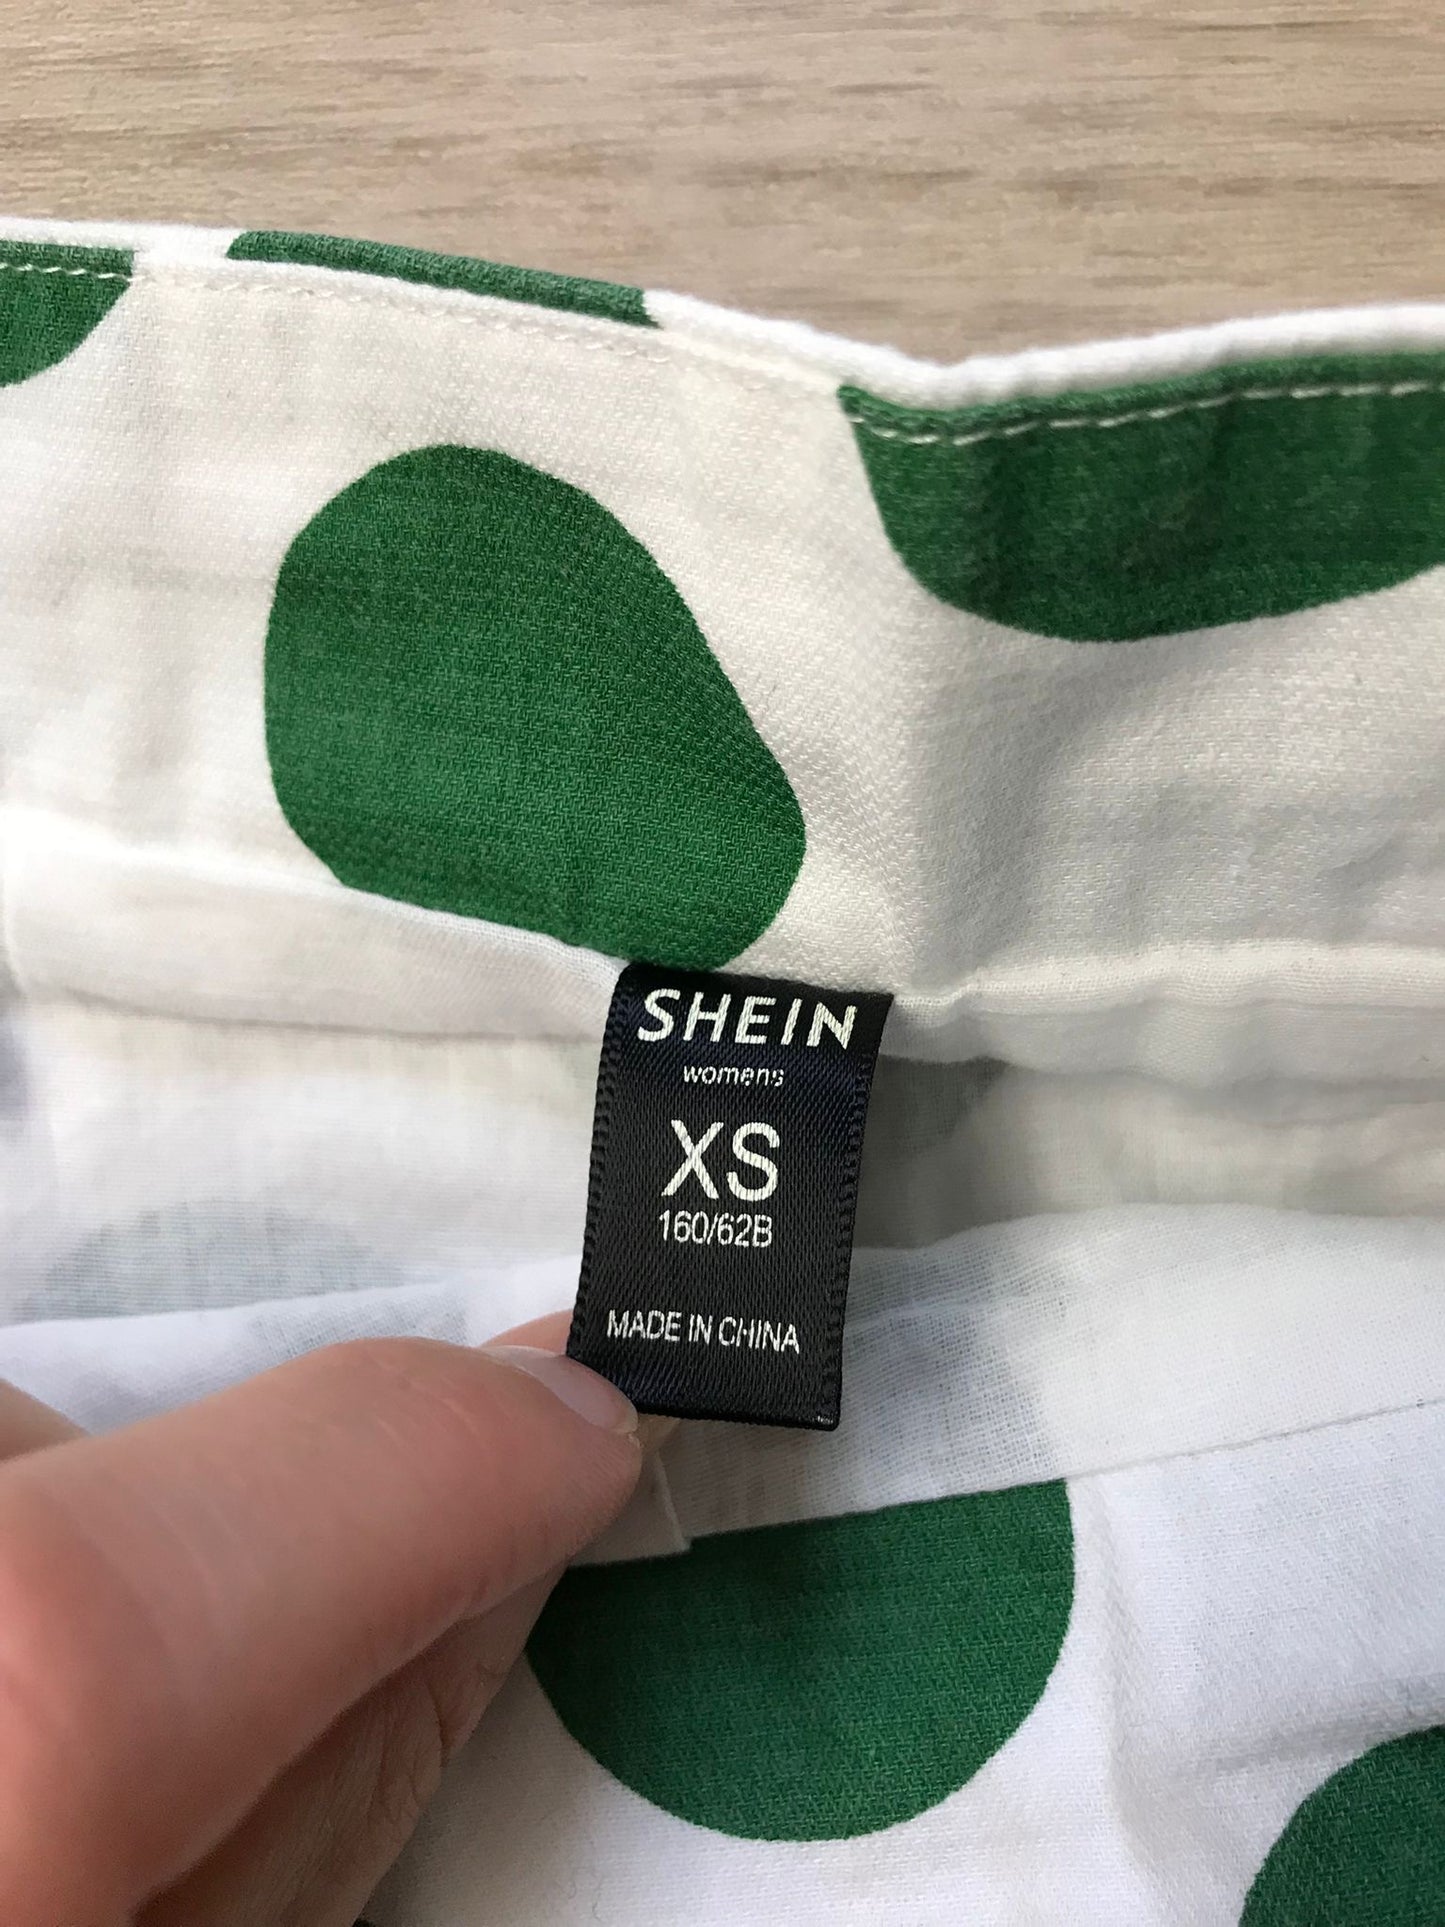 SHEIN
womens
XS
160/62B
MADE IN CHINA